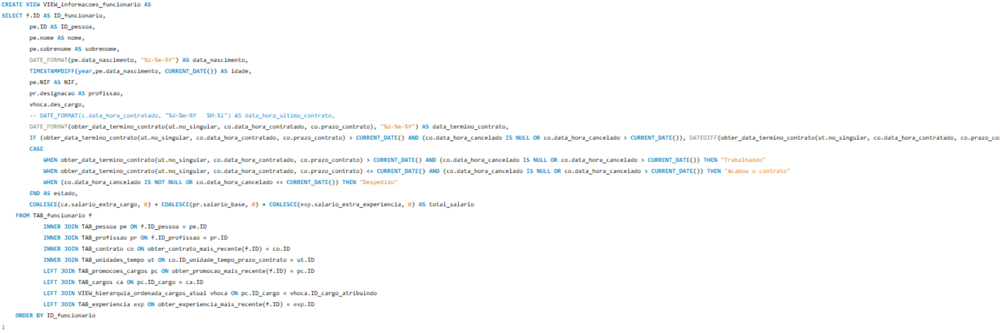 CREATE VIEW VIEW_informacoes_funcionario AS
SELECT f.ID AS ID_funcionario,
pe.ID AS ID_pessoa,
pe.nome AS nome,
pe.sobrenome AS sobrenome,
DATE_FORMAT(pe.data_nascimento, "%d-%m-%Y") AS data_nascimento,
TIMESTAMPDIFF(year,pe.data_nascimento, CURRENT_DATE()) AS idade,
pe.NIF AS NIF,
pr.designacao AS profissao,
vhoca.des_cargo,
-- DATE_FORMAT(c.data_hora_contratado, "%d-%m-%Y   %H:%i") AS data_hora_ultimo_contrato,
DATE_FORMAT(obter_data_termino_contrato(ut.no_singular, co.data_hora_contratado, co.prazo_contrato), "%d-%m-%Y") AS data_termino_contrato,
IF (obter_data_termino_contrato(ut.no_singular, co.data_hora_contratado, co.prazo_contrato) > CURRENT_DATE() AND (co.data_hora_cancelado IS NULL OR co.data_hora_cancelado > CURRENT_DATE()), DATEDIFF(obter_data_termino_contrato(ut.no_singular, co.data_hora_contratado, co.prazo_co
CASE
WHEN obter_data_termino_contrato(ut.no_singular, co.data_hora_contratado, co.prazo_contrato) > CURRENT_DATE() AND (co.data_hora_cancelado IS NULL OR co.data_hora_cancelado > CURRENT_DATE()) THEN "Trabalhando"
WHEN obter_data_termino_contrato(ut.no_singular, co.data_hora_contratado, co.prazo_contrato) <= CURRENT_DATE() AND (co.data_hora_cancelado IS NULL OR co.data_hora_cancelado > CURRENT_DATE()) THEN "Acabou o contrato"
WHEN (co.data_hora_cancelado IS NOT NULL OR co.data_hora_cancelado <= CURRENT_DATE()) THEN "Despedido"
END AS estado,
COALESCE(ca.salario_extra_cargo, 0) + COALESCE(pr.salario_base, 0) + COALESCE(exp.salario_extra_experiencia, 0) AS total_salario
FROM TAB_funcionario f
INNER JOIN TAB_pessoa pe ON f.ID_pessoa = pe.ID
INNER JOIN TAB_profissao pr ON f.ID_profissao = pr.ID
INNER JOIN TAB_contrato co ON obter_contrato_mais_recente(f.ID) = co.ID
INNER JOIN TAB_unidades_tempo ut ON co.ID_unidade_tempo_prazo_contrato = ut.ID
LEFT JOIN TAB_promocoes_cargos pc ON obter_promocao_mais_recente(f.ID) = pc.ID
LEFT JOIN TAB_cargos ca ON pc.ID_cargo = ca.ID
LEFT JOIN VIEW_hierarquia_ordenada_cargos_atual vhoca ON pc.ID_cargo = vhoca.ID_cargo_atribuindo
LEFT JOIN TAB_experiencia exp ON obter_experiencia_mais_recente(f.ID) = exp.ID
ORDER BY ID_funcionario
;